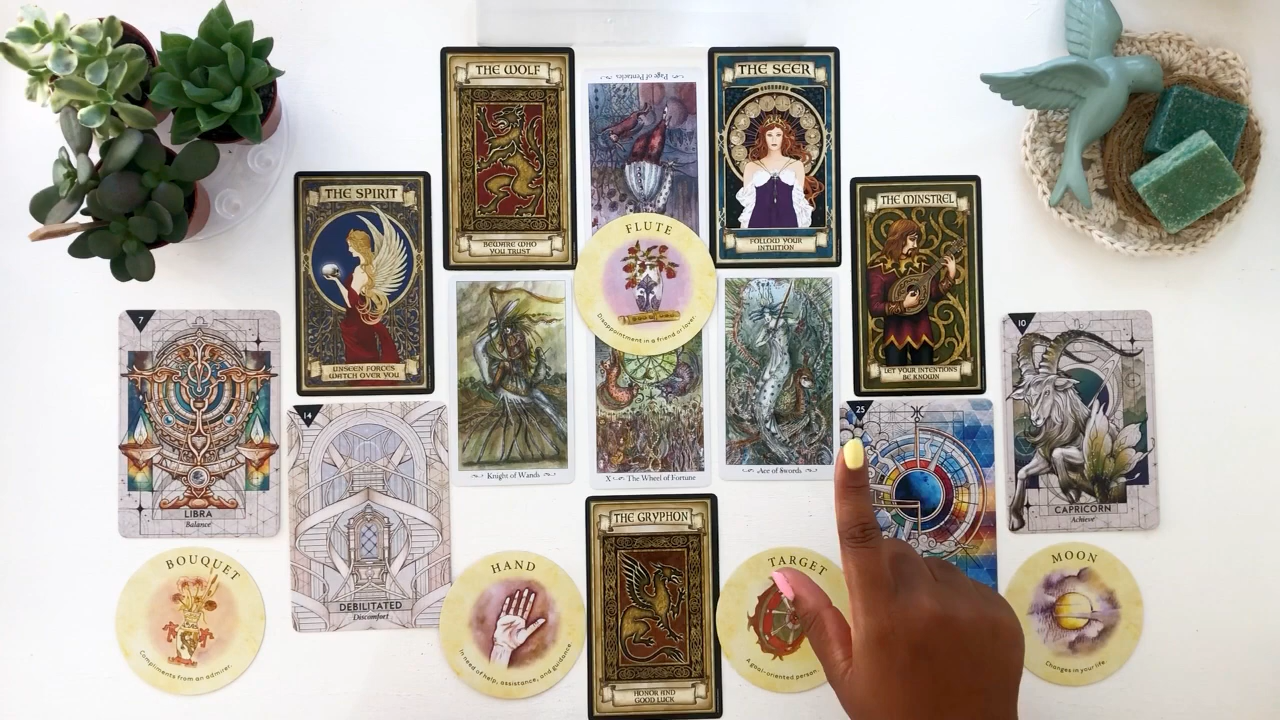 THE WOLF
BEWARE WHO
YOU TRUST
Page of Pentacles
THE SEER
FOLLOW YOUR
INTUITION
THE SPIRIT
UNSEEN FORCES
WATCH OVER YOU
FLUTE
Disappointment in a friend or lover.
THE MINSTREL
LET YOUR INTENTIONS
BE KNOWN
7
LIBRA
Balance
14
DEBILITATED
Discomfort
Knight of Wands
X The Wheel of Fortune
Ace of Swords
25
10
CAPRICORN
Achieve
BOUQUET
Compliments from an admirer.
HAND
In need of help, assistance, and guidance.
THE GRYPHON
HONOR AND
GOOD LUCK
TARGET
A goal-oriented person.
MOON
Changes in your life.